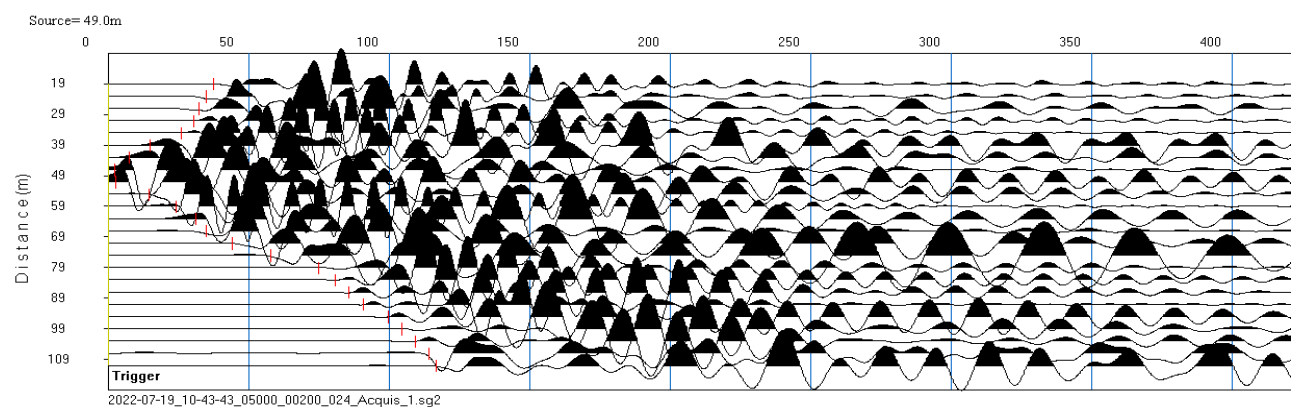 Source= 49.0m
0 50 100 150 200 250 300 350 400
19
29
39
49
59
69
79
89
99
109
Distance (m)
Trigger
2022-07-19_10-43-43_05000_00200_024_Acquis_1.sg2